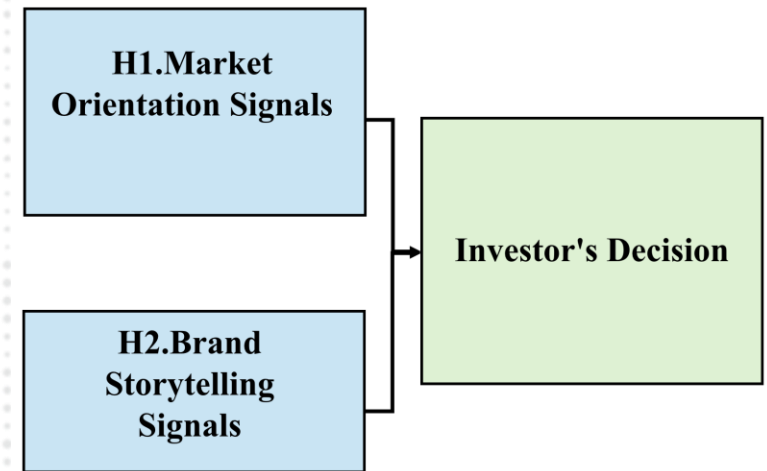 H1.Market
Orientation Signals
Investor's Decision
H2.Brand
Storytelling
Signals